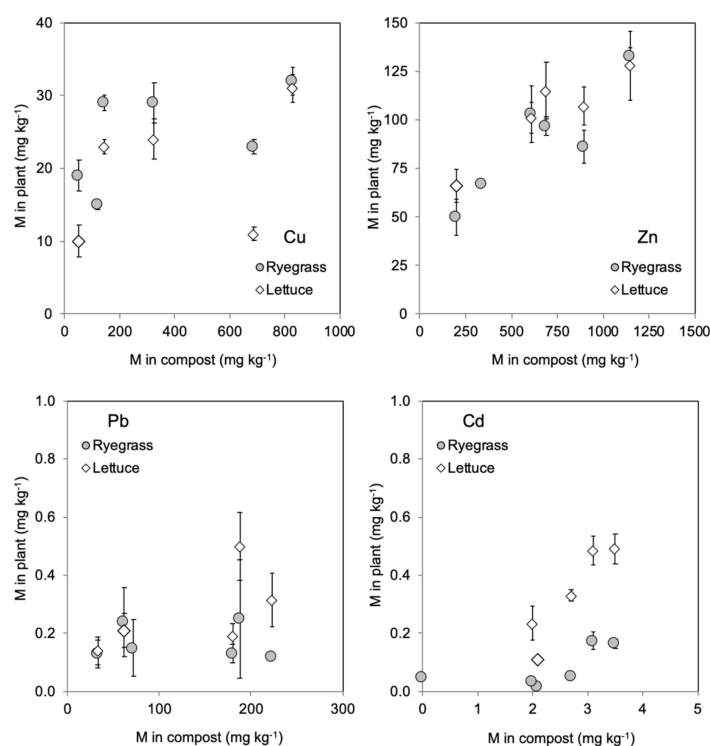 40
30
20
10
0
M in plant (mg kg⁻¹)
Cu
Ryegrass
Lettuce
0 200 400 600 800 1000
M in compost (mg kg⁻¹)
150
125
100
75
50
25
0
M in plant (mg kg⁻¹)
Zn
Ryegrass
Lettuce
0 250 500 750 1000 1250 1500
M in compost (mg kg⁻¹)
1.0
0.8
0.6
0.4
0.2
0.0
M in plant (mg kg⁻¹)
Pb
Ryegrass
Lettuce
0 100 200 300
M in compost (mg kg⁻¹)
1.0
0.8
0.6
0.4
0.2
0.0
M in plant (mg kg⁻¹)
Cd
Ryegrass
Lettuce
0 1 2 3 4 5
M in compost (mg kg⁻¹)